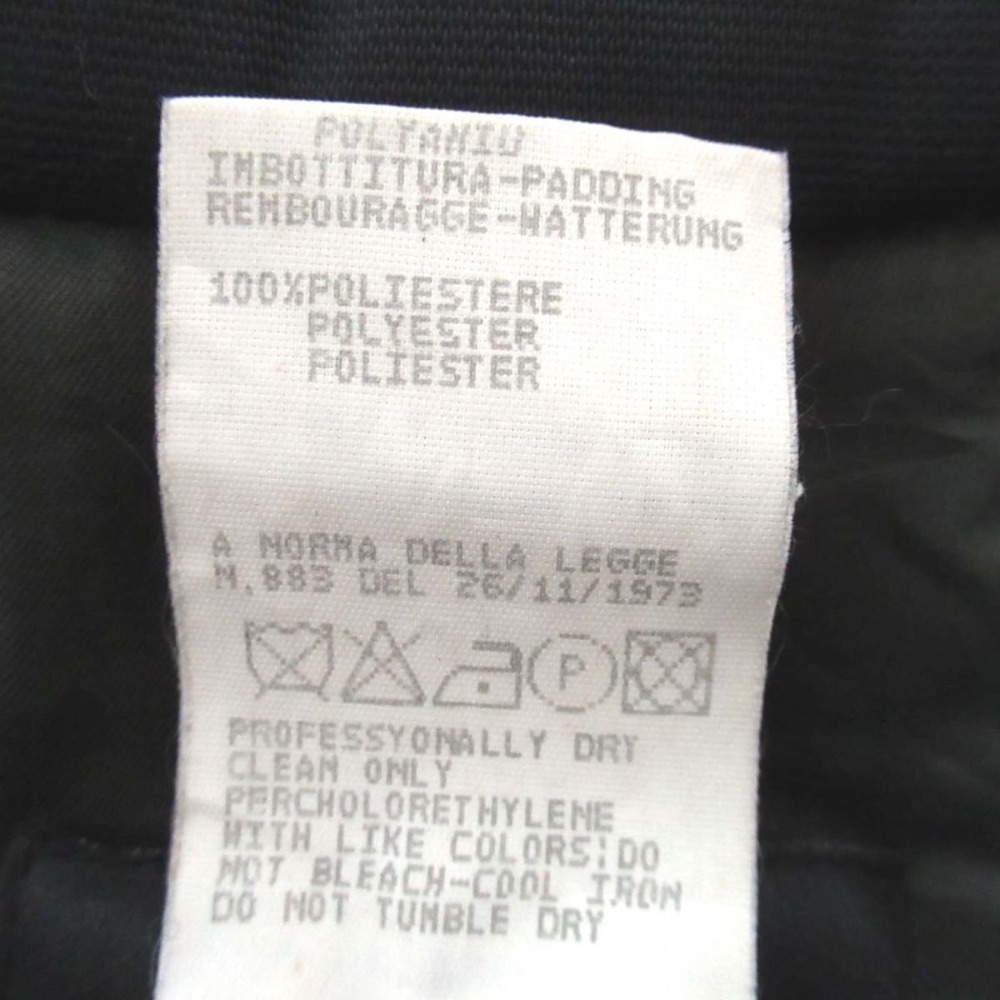 POLYAMID
IMBOTTITURA-PADDING
REMBOURAGGE-WATTERUNG
100%POLIESTERE
POLYESTER
POLIESTER
A NORMA DELLA LEGGE
N.883 DEL 26/11/1973
P
PROFESSYONALLY DRY
CLEAN ONLY
PERCHOLORETHYLENE
WITH LIKE COLORS:DO
NOT BLEACH-COOL IRON
DO NOT TUMBLE DRY